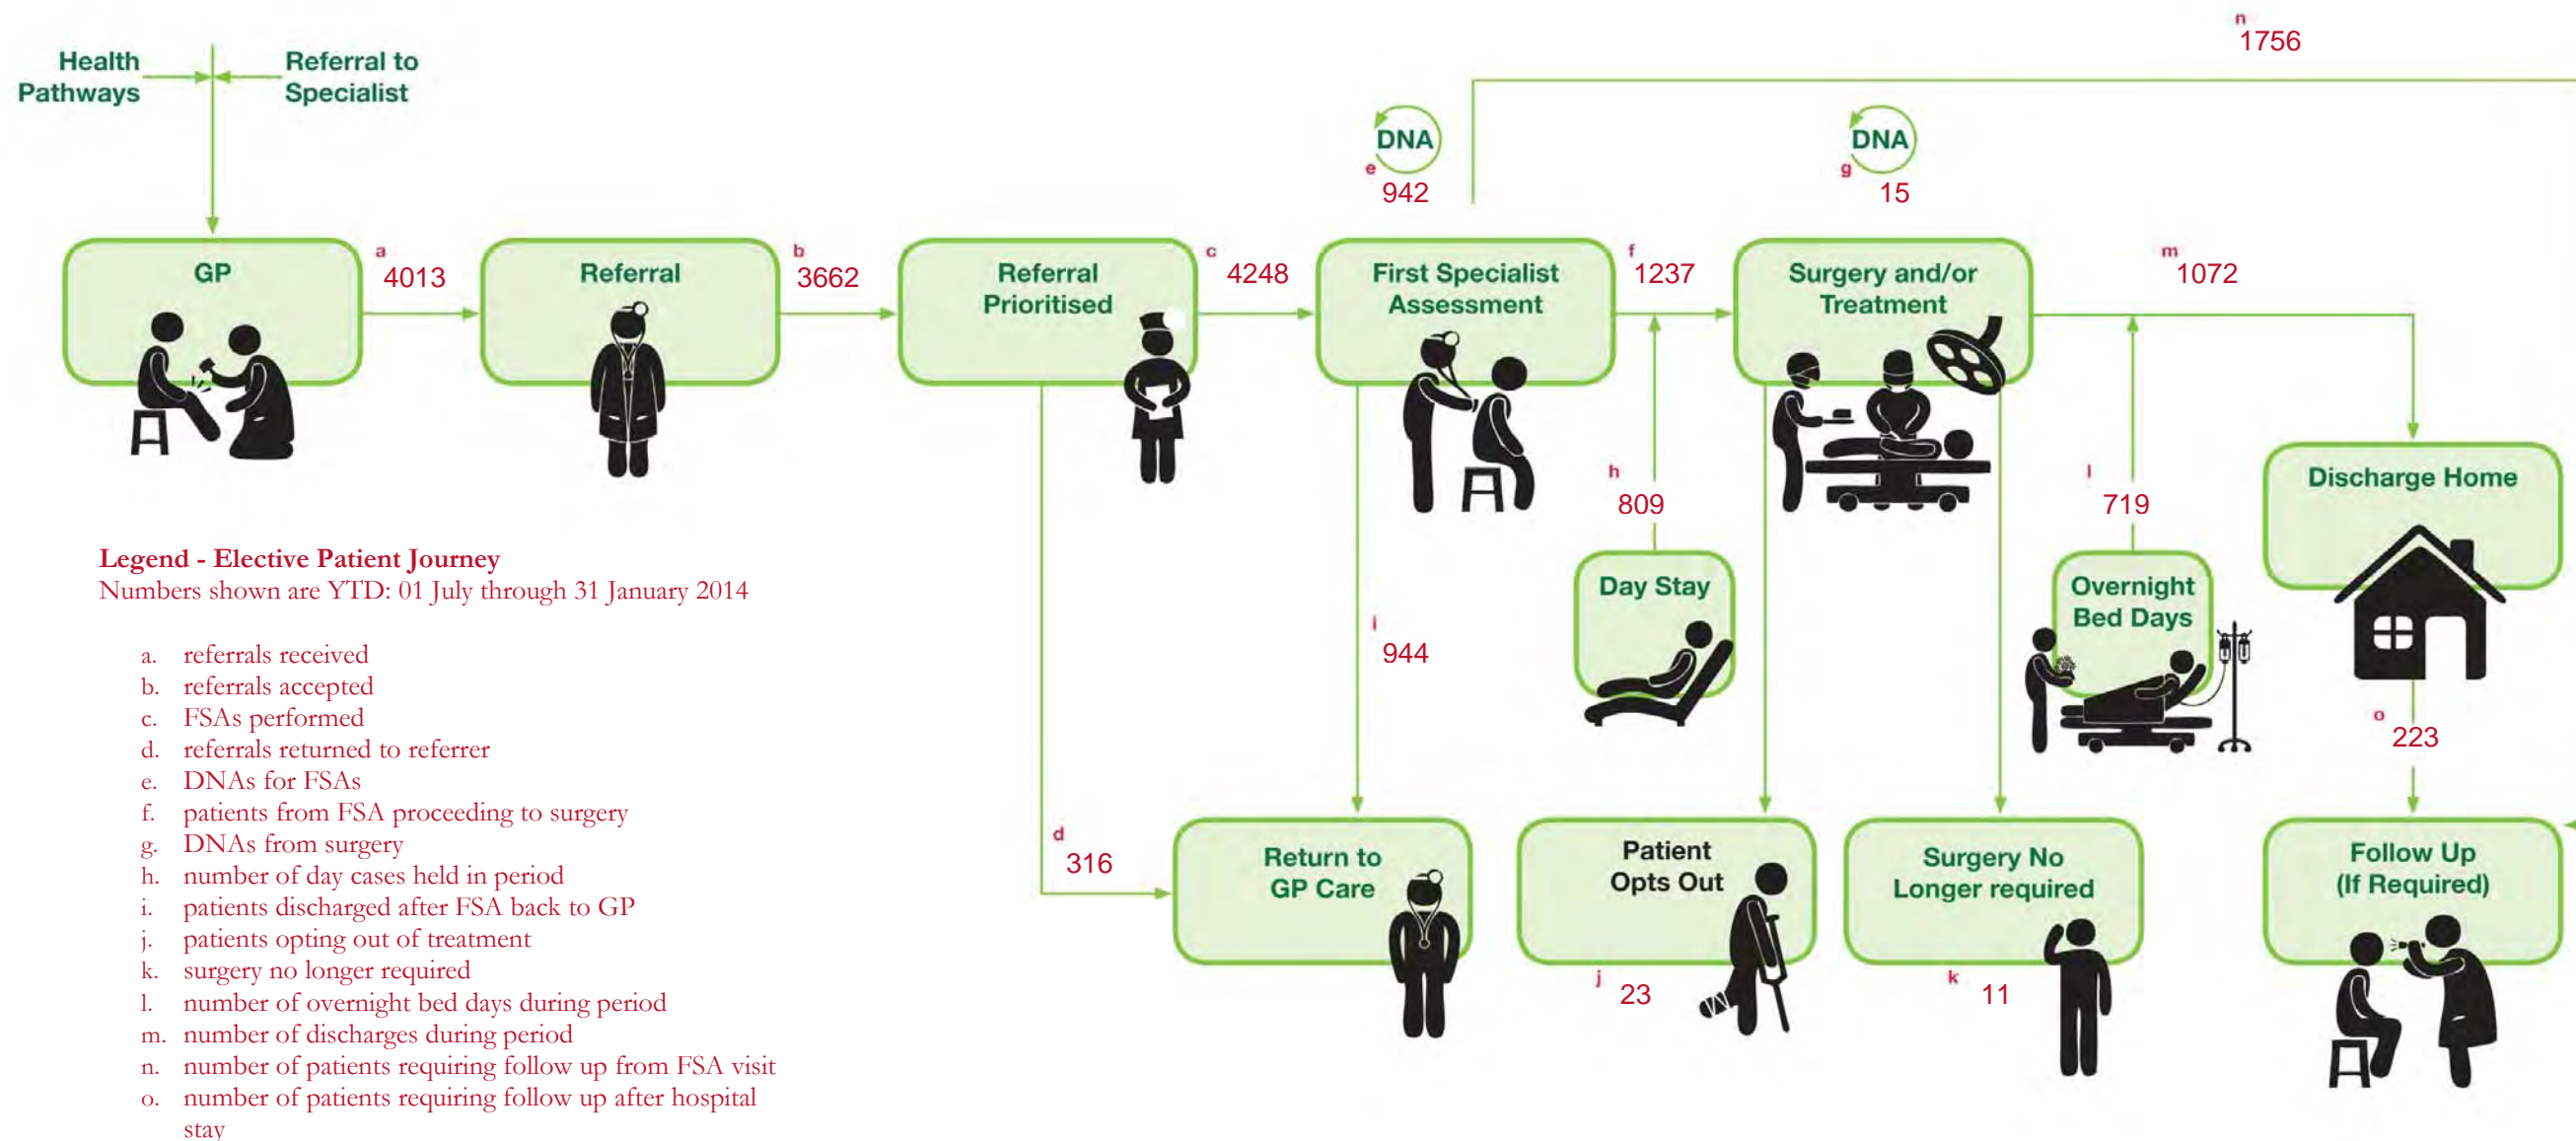 n
1756
Health
Pathways
Referral to
Specialist
DNA
e
942
DNA
g
15
GP
a
4013
Referral
b
3662
Referral
Prioritised
c
4248
First Specialist
Assessment
f
1237
Surgery and/or
Treatment
m
1072
h
809
l
719
Discharge Home
Day Stay
Overnight
Bed Days
i
944
o
223
d
316
Return to
GP Care
Patient
Opts Out
j
23
Surgery No
Longer required
k
11
Follow Up
(If Required)
Legend - Elective Patient Journey
Numbers shown are YTD: 01 July through 31 January 2014
a. referrals received
b. referrals accepted
c. FSAs performed
d. referrals returned to referrer
e. DNAs for FSAs
f. patients from FSA proceeding to surgery
g. DNAs from surgery
h. number of day cases held in period
i. patients discharged after FSA back to GP
j. patients opting out of treatment
k. surgery no longer required
l. number of overnight bed days during period
m. number of discharges during period
n. number of patients requiring follow up from FSA visit
o. number of patients requiring follow up after hospital
stay